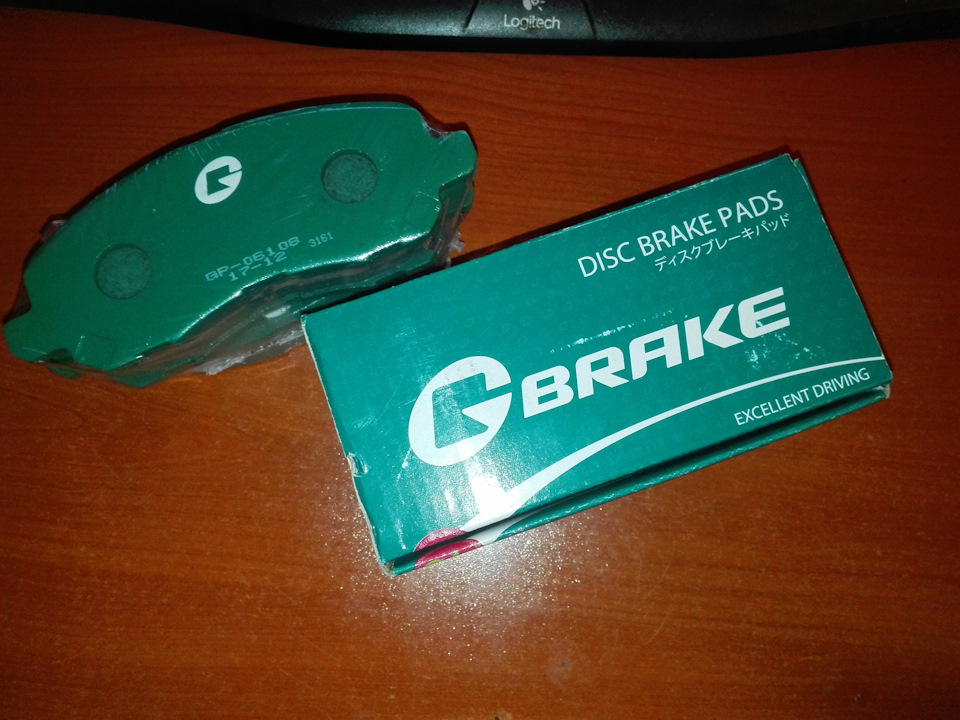 Logitech
G
GP-06108
3161
17-12
DISC BRAKE PADS
ディスクブレーキパッド
G BRAKE
EXCELLENT DRIVING